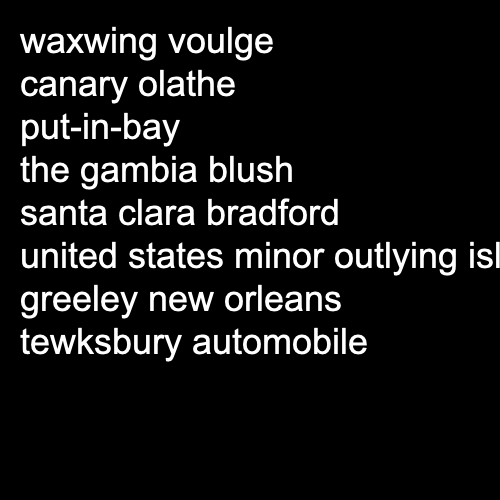 waxwing voulge
canary olathe
put-in-bay
the gambia blush
santa clara bradford
united states minor outlying
greeley new orleans
tewksbury automobile